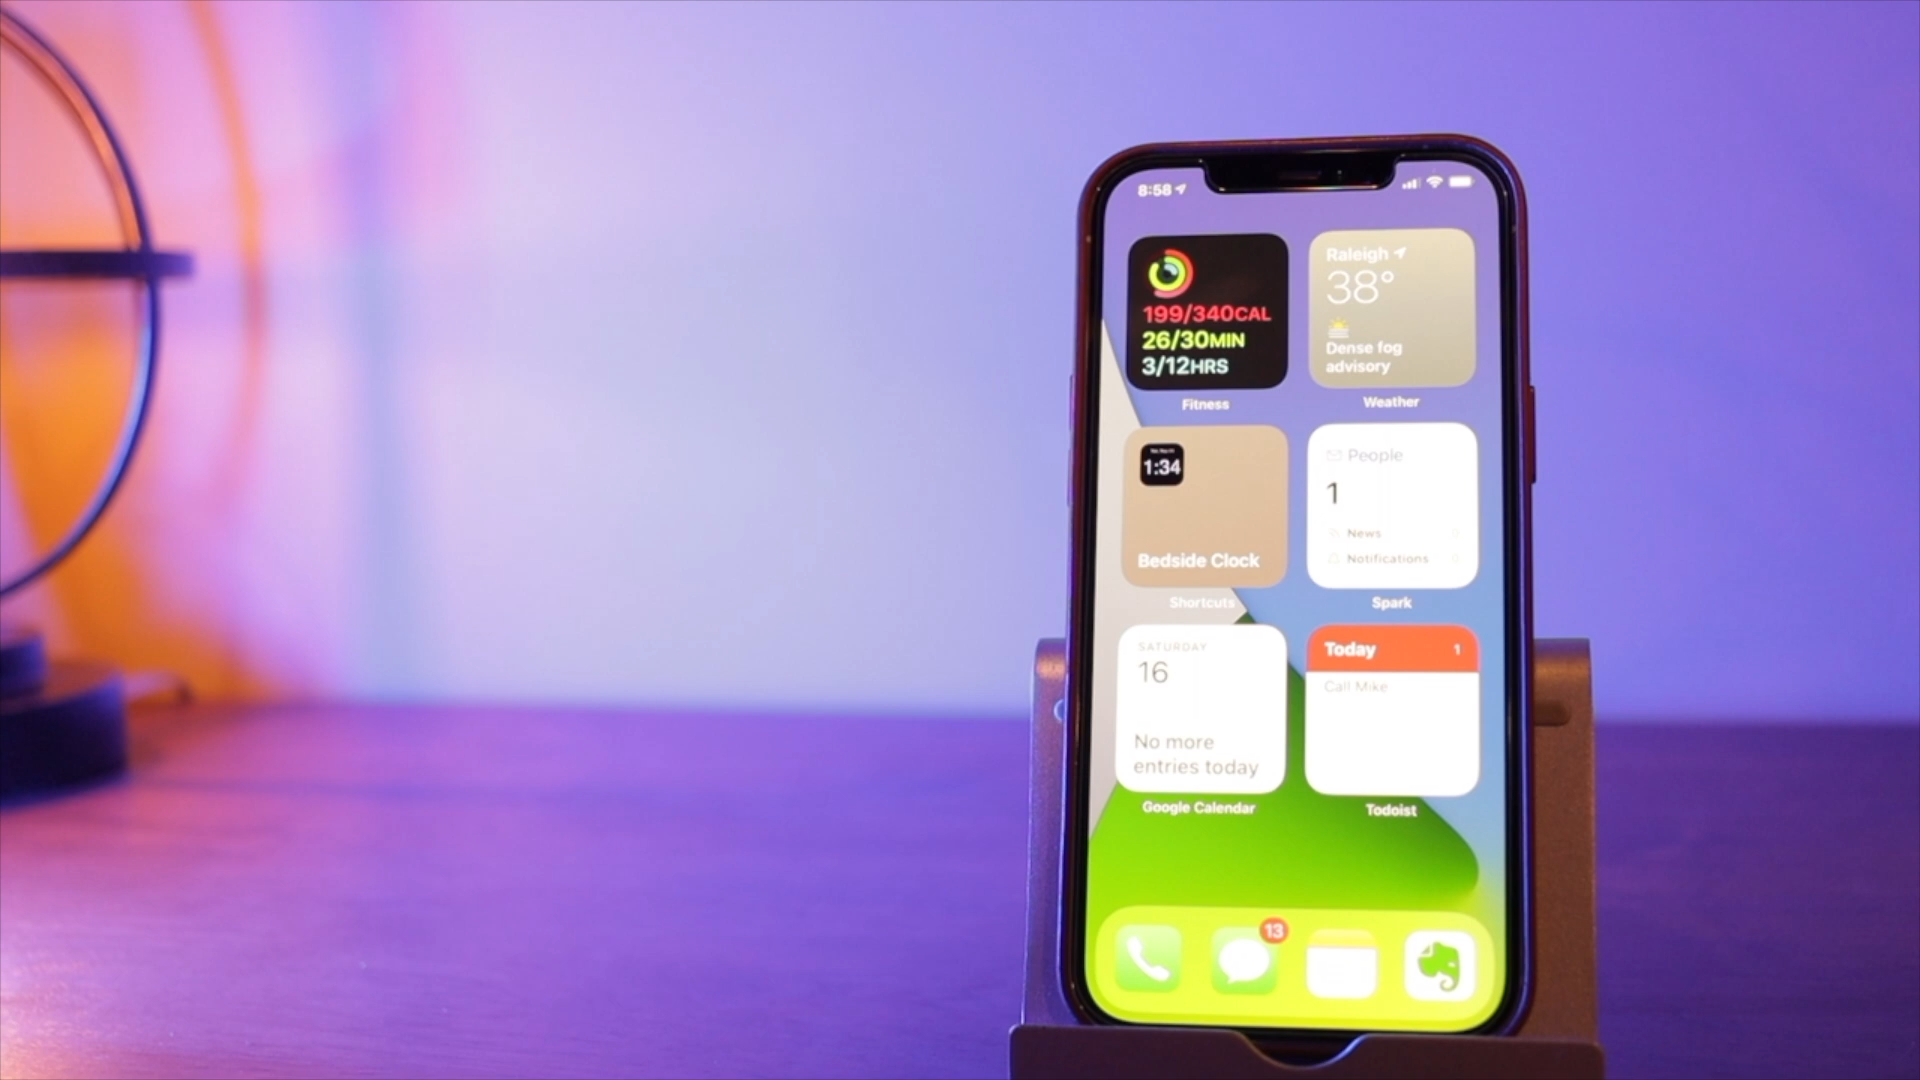 8:58
199/340CAL
26/30MIN
3/12HRS
Fitness
Raleigh
38°
Dense fog
advisory
Weather
1:34
Bedside Clock
Shortcuts
People
1
News
Notifications
Spark
SATURDAY
16
No more
entries today
Google Calendar
Today 1
Call Mike
Todoist
13